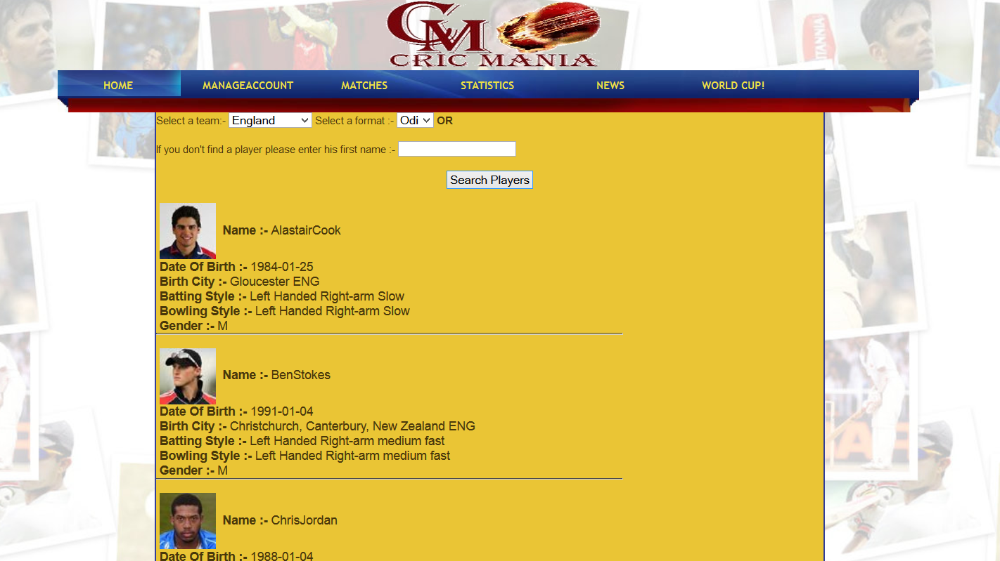 CM
CRIC MANIA
HOME MANAGEACCOUNT MATCHES STATISTICS NEWS WORLD CUP!
Select a team:- England Select a format :- Odi OR
If you don't find a player please enter his first name :-
Search Players
Name :- AlastairCook
Date Of Birth :- 1984-01-25
Birth City :- Gloucester ENG
Batting Style :- Left Handed Right-arm Slow
Bowling Style :- Left Handed Right-arm Slow
Gender :- M
Name :- BenStokes
Date Of Birth :- 1991-01-04
Birth City :- Christchurch, Canterbury, New Zealand ENG
Batting Style :- Left Handed Right-arm medium fast
Bowling Style :- Left Handed Right-arm medium fast
Gender :- M
Name :- ChrisJordan
Date Of Birth :- 1988-01-04